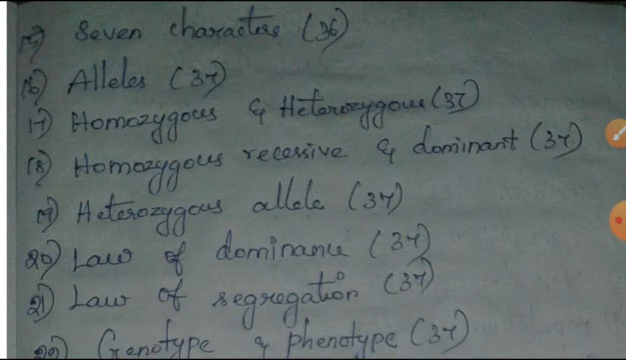 15) Seven characters (36)
16) Alleles (37)
17) Homozygous & Heterozygous (37)
18) Homozygous recessive & dominant (37)
19) Heterozygous allele (37)
20) Law of dominance (37)
21) Law of segregation (37)
22) Genotype & phenotype (37)